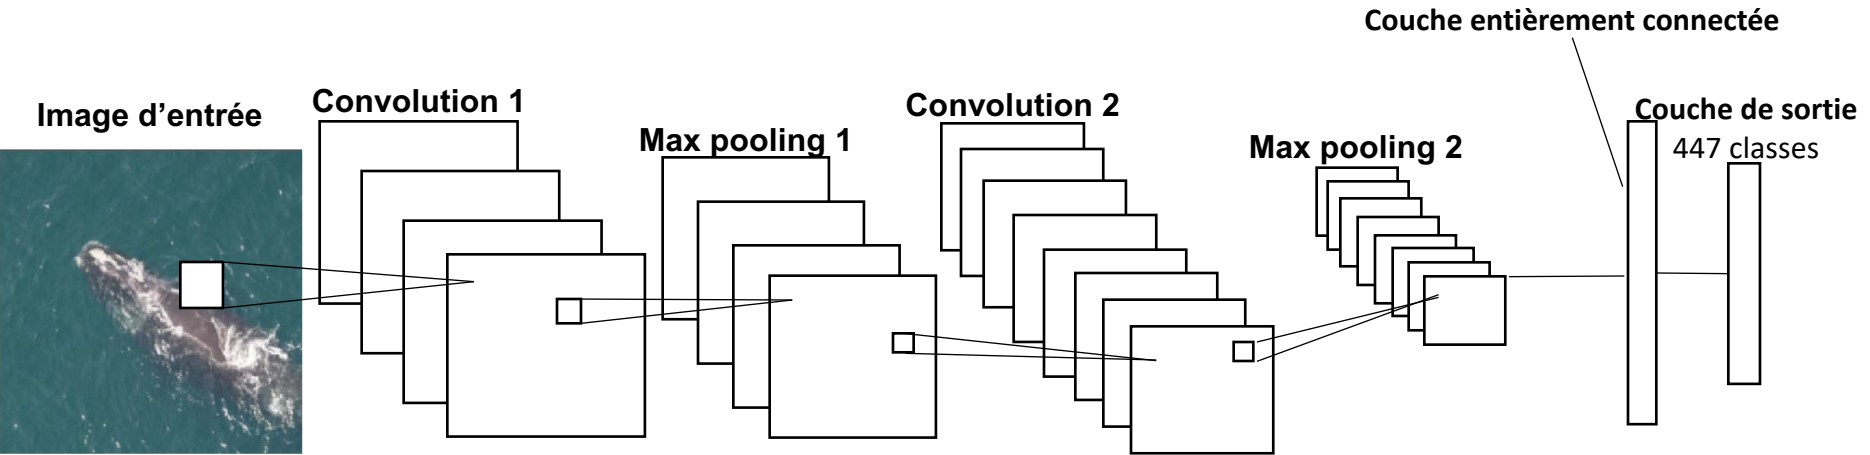 Couche entièrement connectée
Image d’entrée
Convolution 1
Max pooling 1
Convolution 2
Max pooling 2
Couche de sortie
447 classes